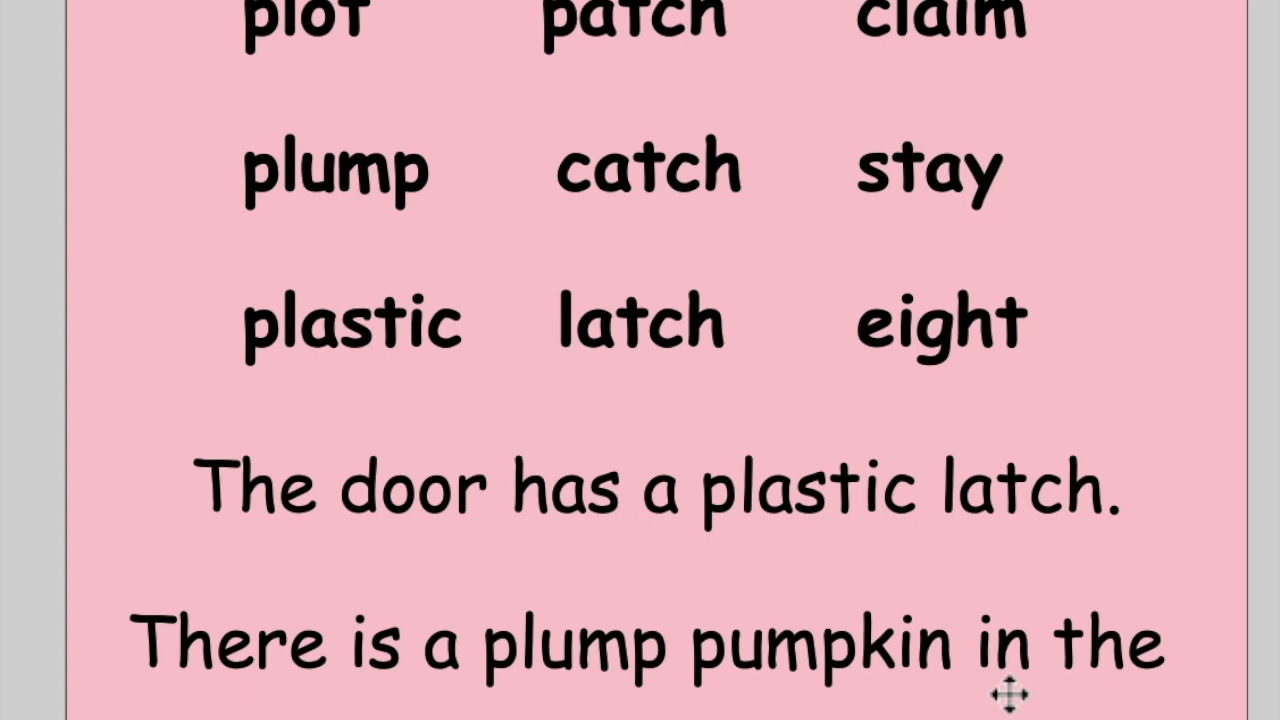 plot patch claim
plump catch stay
plastic latch eight
The door has a plastic latch.
There is a plump pumpkin in the